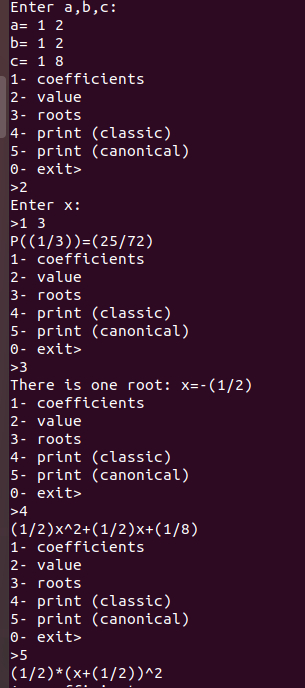 Enter a,b,c:
a= 1 2
b= 1 2
c= 1 8
1- coefficients
2- value
3- roots
4- print (classic)
5- print (canonical)
0- exit>
>2
Enter x:
>1 3
P((1/3))=(25/72)
1- coefficients
2- value
3- roots
4- print (classic)
5- print (canonical)
0- exit>
>3
There is one root: x=-(1/2)
1- coefficients
2- value
3- roots
4- print (classic)
5- print (canonical)
0- exit>
>4
(1/2)x^2+(1/2)x+(1/8)
1- coefficients
2- value
3- roots
4- print (classic)
5- print (canonical)
0- exit>
>5
(1/2)*(x+(1/2))^2